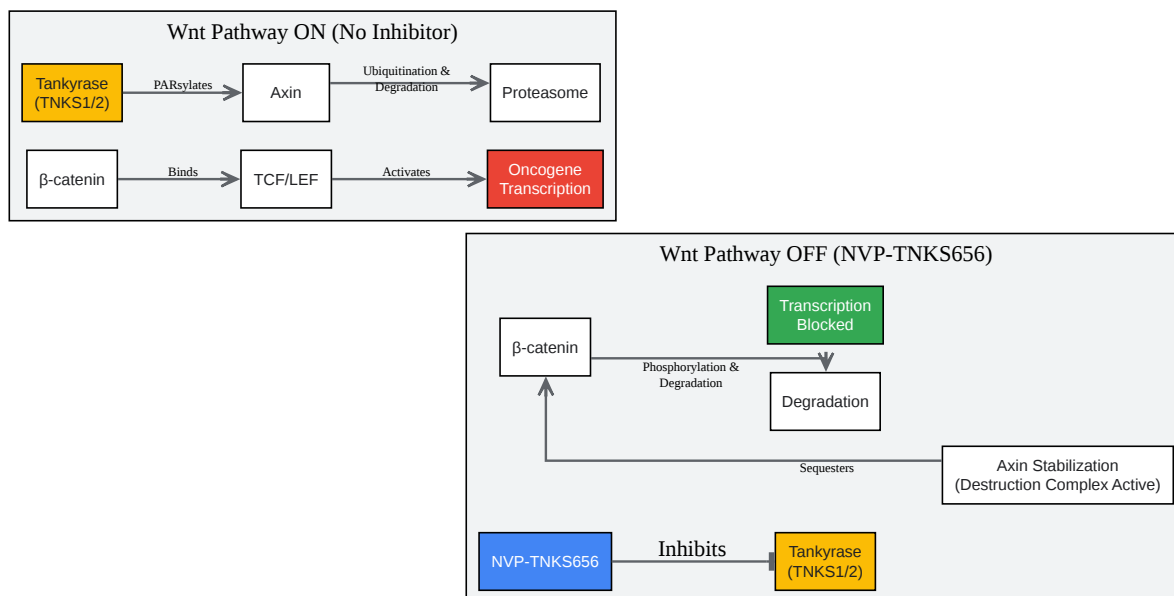 Wnt Pathway ON (No Inhibitor)
Tankyrase
(TNKS1/2)
PARsylates
Axin
Ubiquitination &
Degradation
Proteasome
β-catenin
Binds
TCF/LEF
Activates
Oncogene
Transcription
Wnt Pathway OFF (NVP-TNKS656)
Transcription
Blocked
β-catenin
Phosphorylation &
Degradation
Degradation
Sequesters
Axin Stabilization
(Destruction Complex Active)
NVP-TNKS656
Inhibits
Tankyrase
(TNKS1/2)